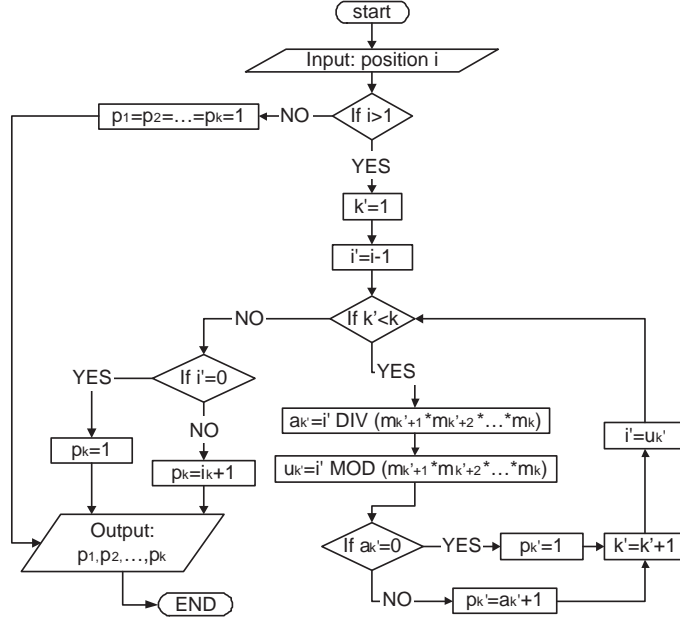 start
Input: position i
If i>1
NO
p1=p2=…=pk=1
YES
k'=1
i'=i-1
If k'<k
NO
YES
If i'=0
YES
NO
pk=1
pk=ik+1
ak'=i' DIV (mk'+1*mk'+2*…*mk)
uk'=i' MOD (mk'+1*mk'+2*…*mk)
i'=uk'
If ak'=0
YES
pk'=1
k'=k'+1
NO
pk'=ak'+1
Output:
p1,p2,…,pk
END